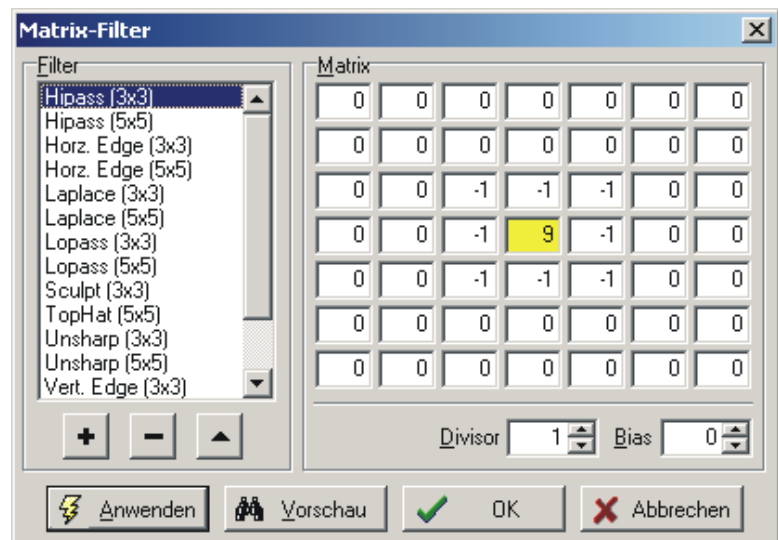 Matrix-Filter
Filter
Hipass (3x3)
Hipass (5x5)
Horz. Edge (3x3)
Horz. Edge (5x5)
Laplace (3x3)
Laplace (5x5)
Lopass (3x3)
Lopass (5x5)
Sculpt (3x3)
TopHat (5x5)
Unsharp (3x3)
Unsharp (5x5)
Vert. Edge (3x3)
Matrix
0 0 0 0 0 0 0
0 0 0 0 0 0 0
0 0 -1 -1 -1 0 0
0 0 -1 9 -1 0 0
0 0 -1 -1 -1 0 0
0 0 0 0 0 0 0
0 0 0 0 0 0 0
Divisor 1 Bias 0
Anwenden Vorschau OK Abbrechen